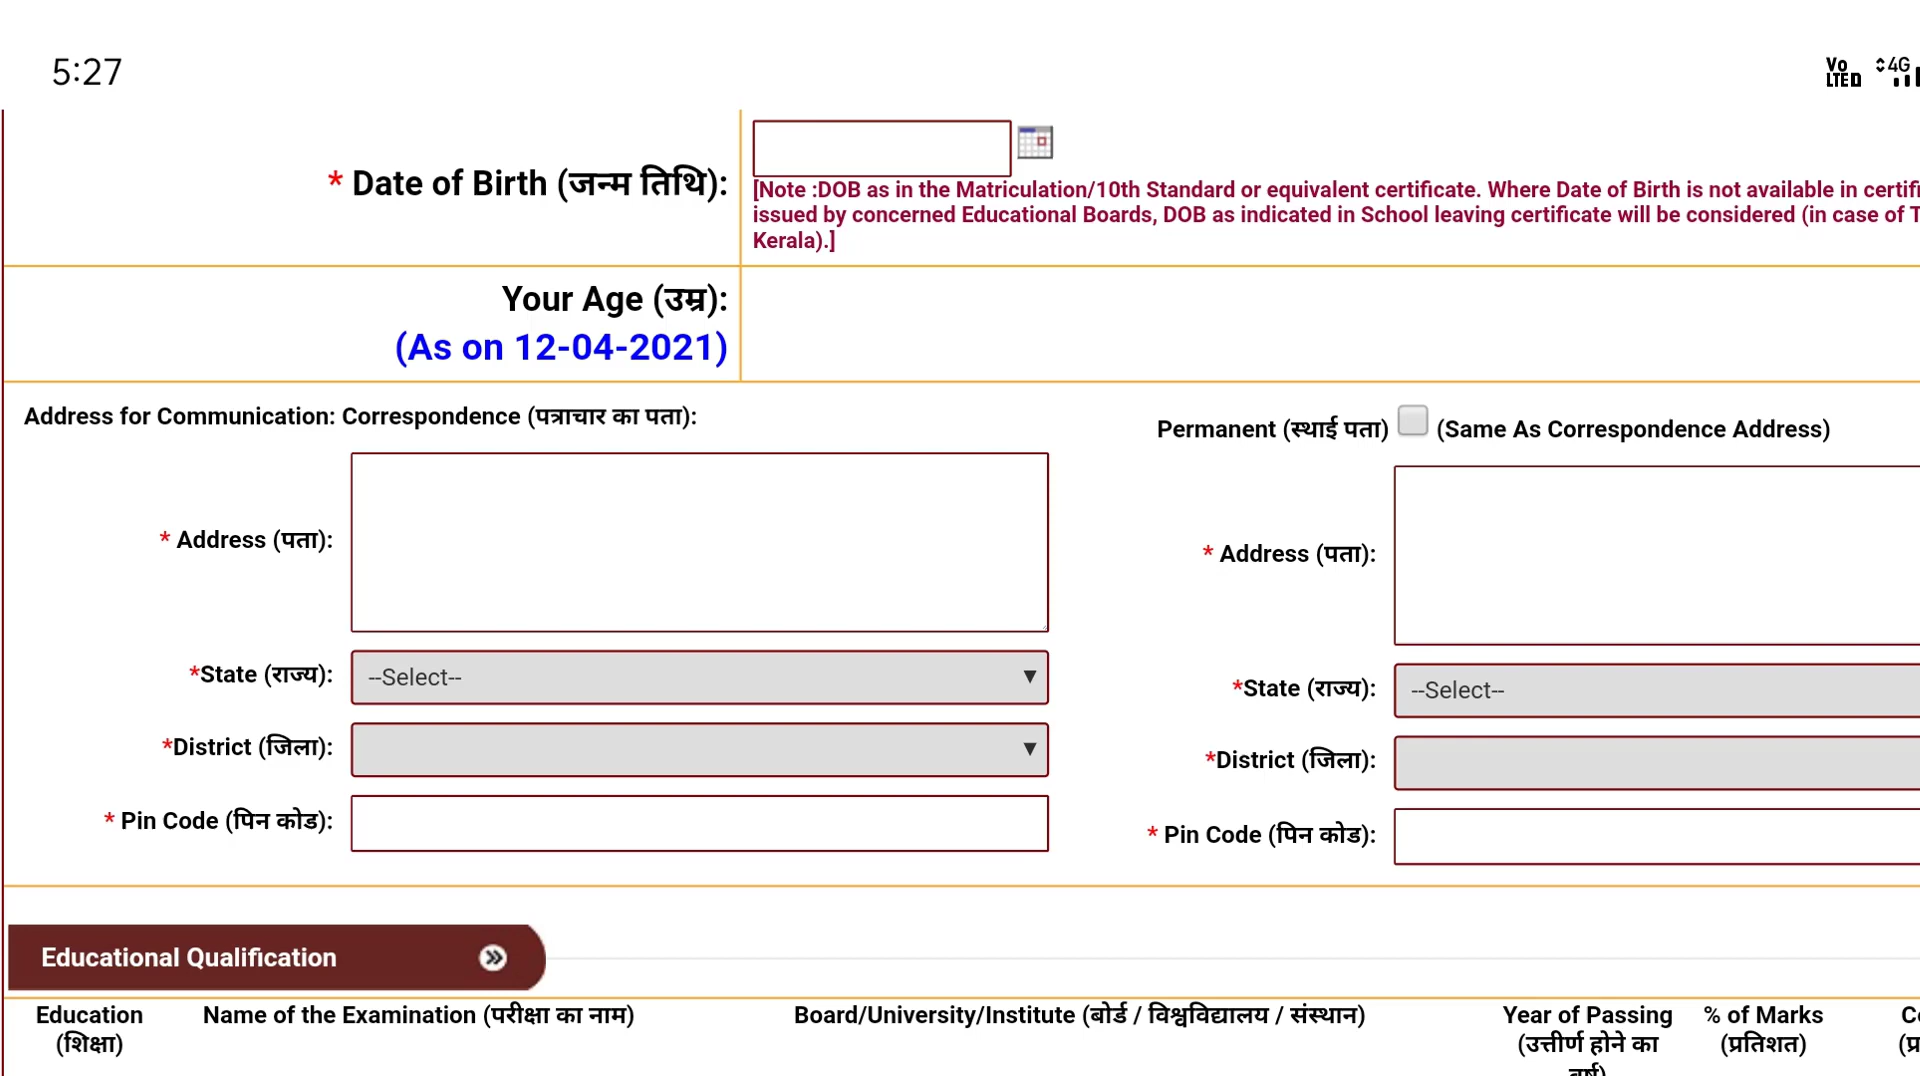 5:27
Vo LTE 4G
* Date of Birth (जन्म तिथि):
[Note :DOB as in the Matriculation/10th Standard or equivalent certificate. Where Date of Birth is not available in
issued by concerned Educational Boards, DOB as indicated in School leaving certificate will be considered (in case of
Kerala).]
Your Age (उम्र):
(As on 12-04-2021)
Address for Communication: Correspondence (पत्राचार का पता):
Permanent (स्थाई पता) (Same As Correspondence Address)
* Address (पता):
* Address (पता):
*State (राज्य): --Select--
*State (राज्य): --Select--
*District (जिला):
*District (जिला):
* Pin Code (पिन कोड):
* Pin Code (पिन कोड):
Educational Qualification
Education
(शिक्षा)
Name of the Examination (परीक्षा का नाम)
Board/University/Institute (बोर्ड / विश्वविद्यालय / संस्थान)
Year of Passing
(उत्तीर्ण होने का
% of Marks
(प्रतिशत)